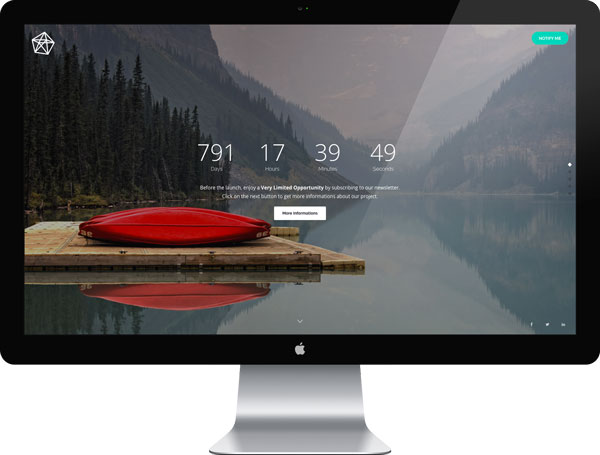 NOTIFY ME
791 17 39 49
Days Hours Minutes Seconds
Before the launch, enjoy a Very Limited Opportunity by subscribing to our newsletter.
Click on the next button to get more informations about our project.
More Informations